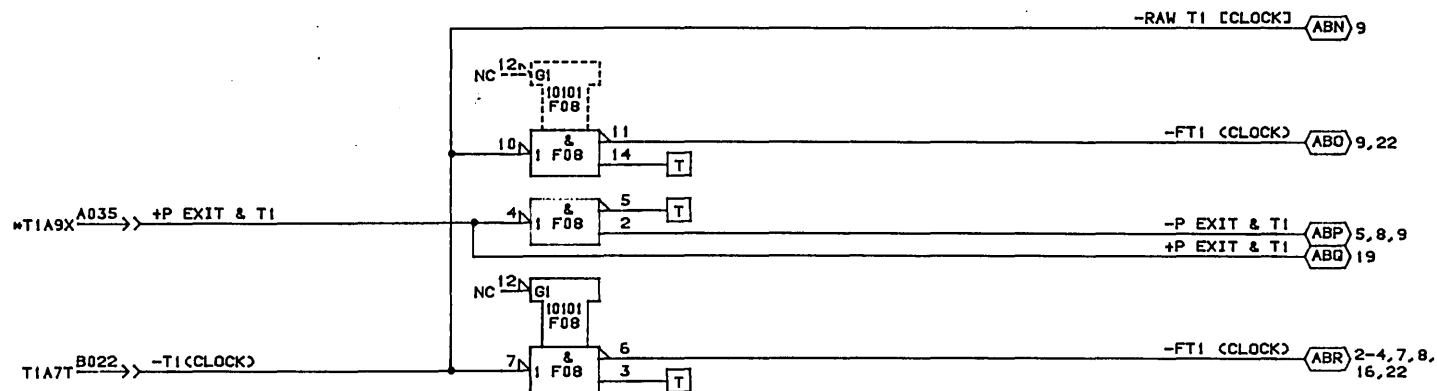 -RAW T1 [CLOCK] ABN 9
NC 12 G1
10101
F08
&
10 1 F08 11 -FT1 (CLOCK) ABO 9,22
14 T
*T1A9X A035 +P EXIT & T1
&
4 1 F08 5 T
2 -P EXIT & T1 ABP 5,8,9
+P EXIT & T1 ABQ 19
NC 12 G1
10101
F08
T1A7T B022 -T1(CLOCK)
&
7 1 F08 6 -FT1 (CLOCK) ABR 2-4,7,8,
16,22
3 T